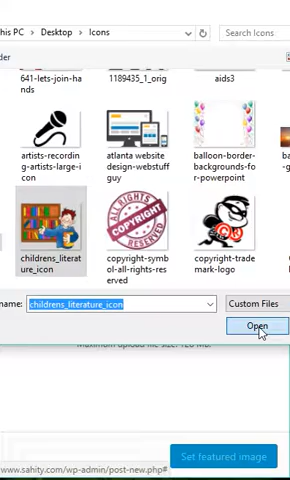 his PC › Desktop › Icons
Search Icons
der
641-lets-join-ha
nds
1189435_1_orig
aids3
artists-recordin
g-artists-large-i
con
atlanta website
design-webstuff
guy
balloon-border-
backgrounds-fo
r-powerpoint
ALL RIGHTS
COPYRIGHT
RESERVED
childrens_literat
ure_icon
copyright-symb
ol-all-rights-res
erved
copyright-trade
mark-logo
name:
childrens_literature_icon
Custom Files
Open
Maximum upload file size: 128 MB.
Set featured image
www.sahity.com/wp-admin/post-new.php#